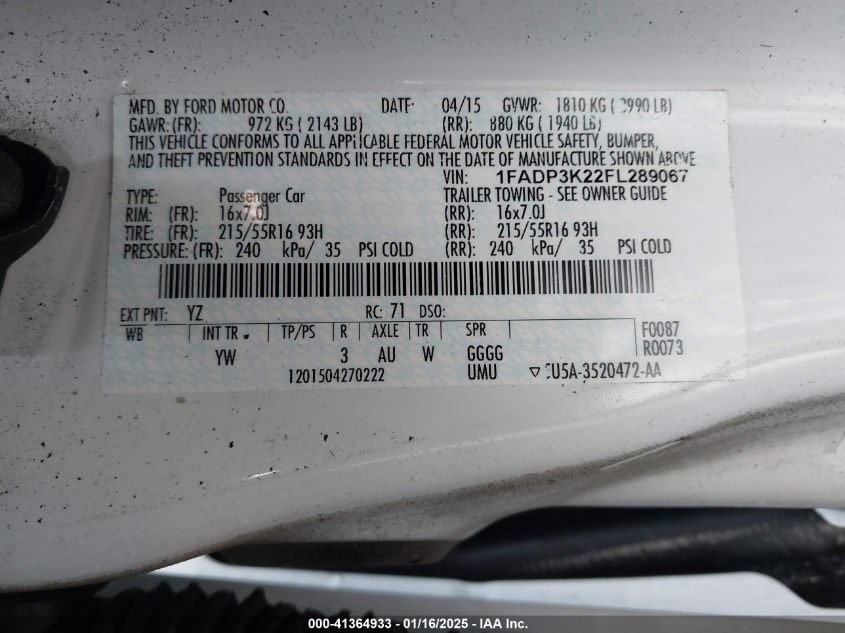 MFD. BY FORD MOTOR CO. DATE: 04/15 GVWR: 1810 KG ( 3990 LB)
GAWR: (FR): 972 KG ( 2143 LB) (RR): 880 KG ( 1940 LB)
THIS VEHICLE CONFORMS TO ALL APPLICABLE FEDERAL MOTOR VEHICLE SAFETY, BUMPER,
AND THEFT PREVENTION STANDARDS IN EFFECT ON THE DATE OF MANUFACTURE SHOWN ABOVE
VIN: 1FADP3K22FL289067
TYPE: Passenger Car TRAILER TOWING - SEE OWNER GUIDE
RIM: (FR): 16x7.0J (RR): 16x7.0J
TIRE: (FR): 215/55R16 93H (RR): 215/55R16 93H
PRESSURE: (FR): 240 kPa/ 35 PSI COLD (RR): 240 kPa/ 35 PSI COLD
EXT PNT: YZ RC: 71 DSO:
WB INT TR TP/PS R AXLE TR SPR F0087
YW 3 AU W GGGG R0073
1201504270222 UMU ▽CU5A-3520472-AA
000-41364933 - 01/16/2025 - IAA Inc.